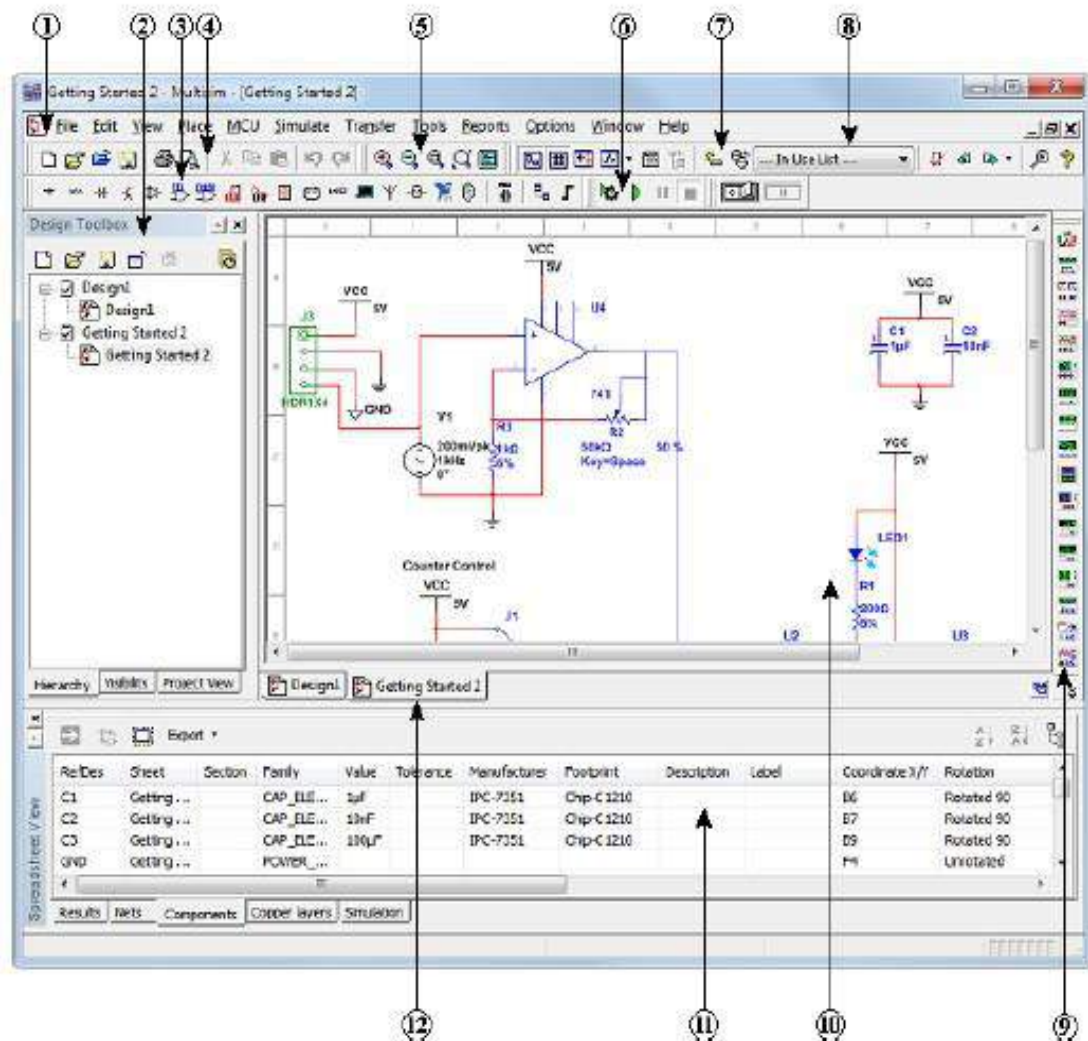 ① ② ③ ④ ⑤ ⑥ ⑦ ⑧
Getting Started 2 - Multisim - [Getting Started 2]
File Edit View Place MCU Simulate Transfer Tools Reports Options Window Help
--- In Use List ---
Design Toolbox
Design1
Design1
Getting Started 2
Getting Started 2
Hierarchy Visibility Project View
VCC
5V
U4
VCC
5V
J3
HDR1X4
GND
V1
200mVpk
1kHz
0°
R3
1kΩ
5%
741
R2
50kΩ
Key=Space
50 %
VCC
5V
C1
1µF
C2
10nF
VCC
5V
LED1
R1
200Ω
5%
Counter Control
VCC
5V
J1
U2
U3
Design1 Getting Started 2
Spreadsheet View
Export
RefDes Sheet Section Family Value Tolerance Manufacturer Footprint Description Label Coordinate X/Y Rotation
C1 Getting ... CAP_ELE... 1µF IPC-7351 Chip-C1210 B6 Rotated 90
C2 Getting ... CAP_ELE... 10nF IPC-7351 Chip-C1210 B7 Rotated 90
C3 Getting ... CAP_ELE... 100µF IPC-7351 Chip-C1210 B9 Rotated 90
GND Getting ... POWER_... F4 Unrotated
Results Nets Components Copper layers Simulation
⑫ ⑪ ⑩ ⑨